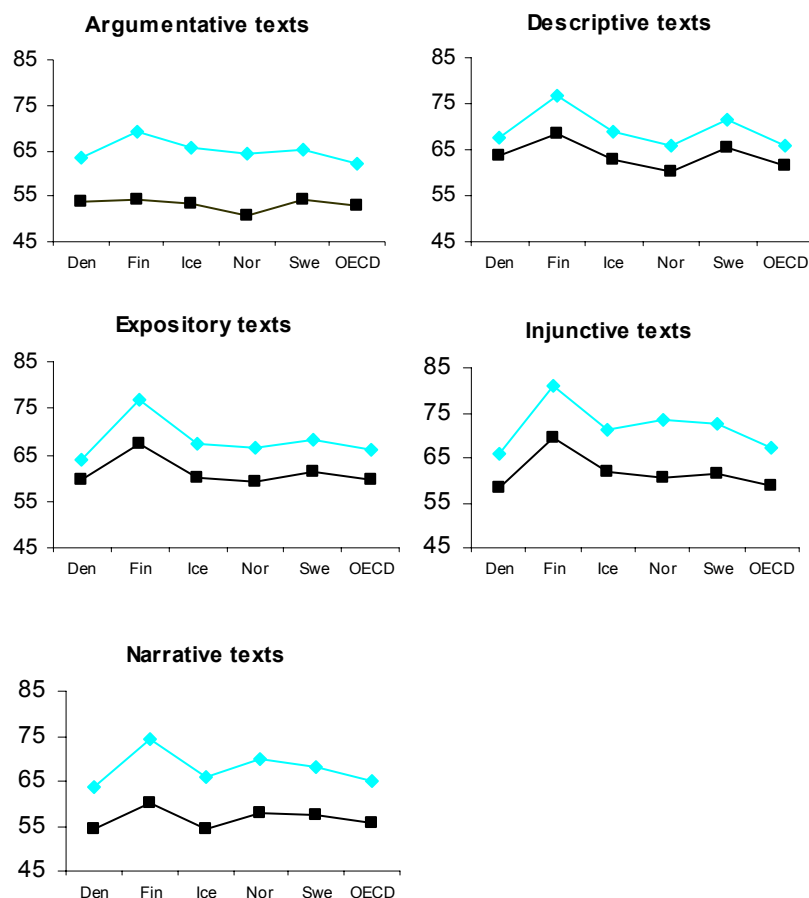 Argumentative texts
85
75
65
55
45
Den Fin Ice Nor Swe OECD
Descriptive texts
85
75
65
55
45
Den Fin Ice Nor Swe OECD
Expository texts
85
75
65
55
45
Den Fin Ice Nor Swe OECD
Injunctive texts
85
75
65
55
45
Den Fin Ice Nor Swe OECD
Narrative texts
85
75
65
55
45
Den Fin Ice Nor Swe OECD